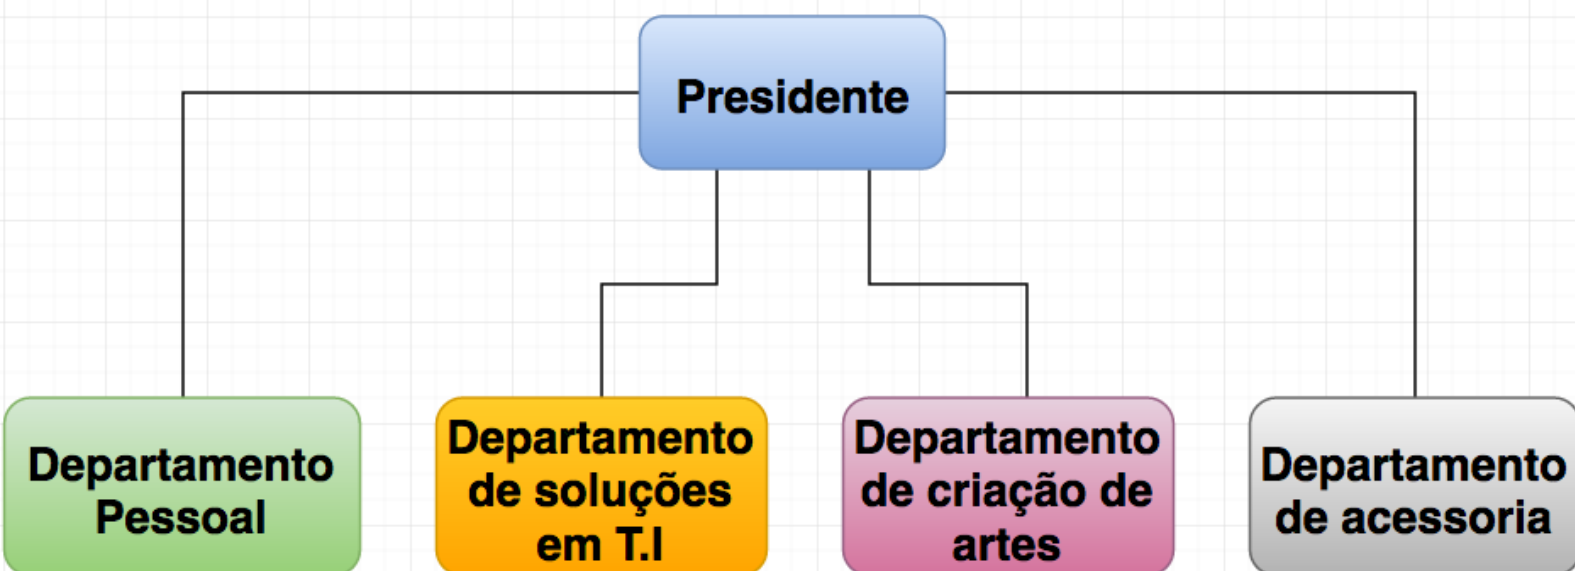 Presidente
Departamento
Pessoal
Departamento
de soluções
em T.I
Departamento
de criação de
artes
Departamento
de acessoria